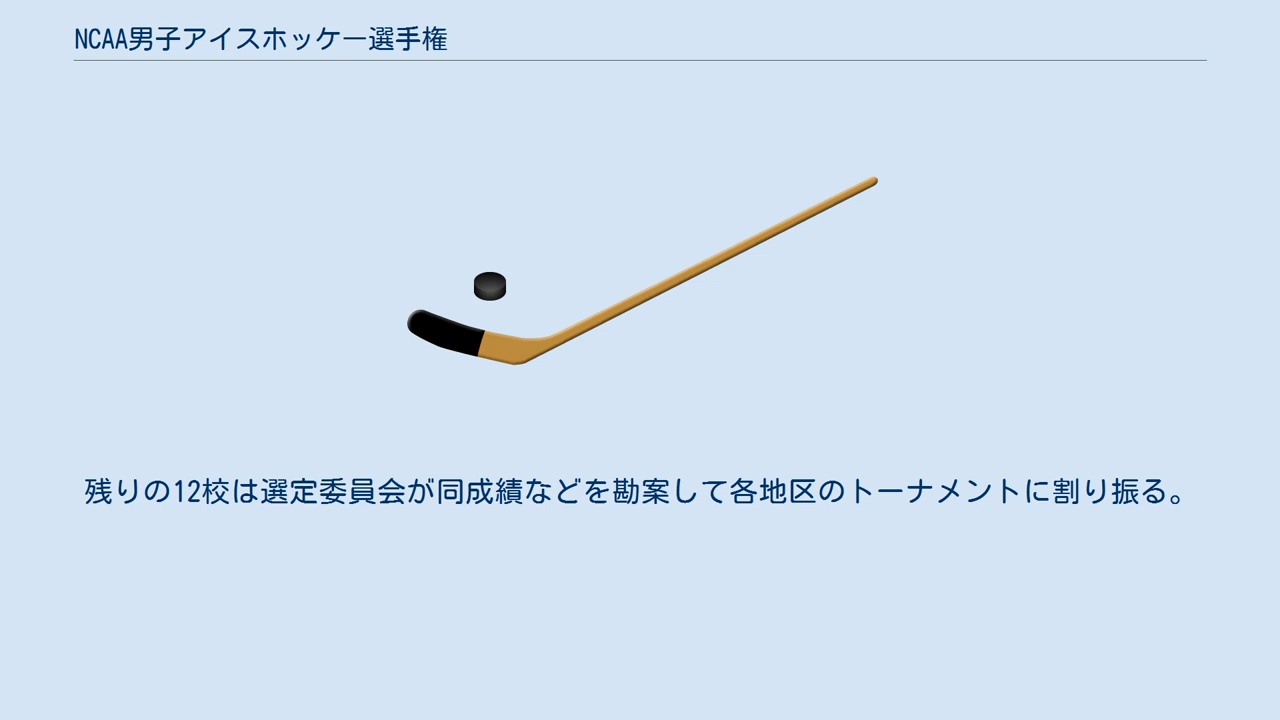 NCAA男子アイスホッケー選手権
残りの12校は選定委員会が同成績などを勘案して各地区のトーナメントに割り振る。